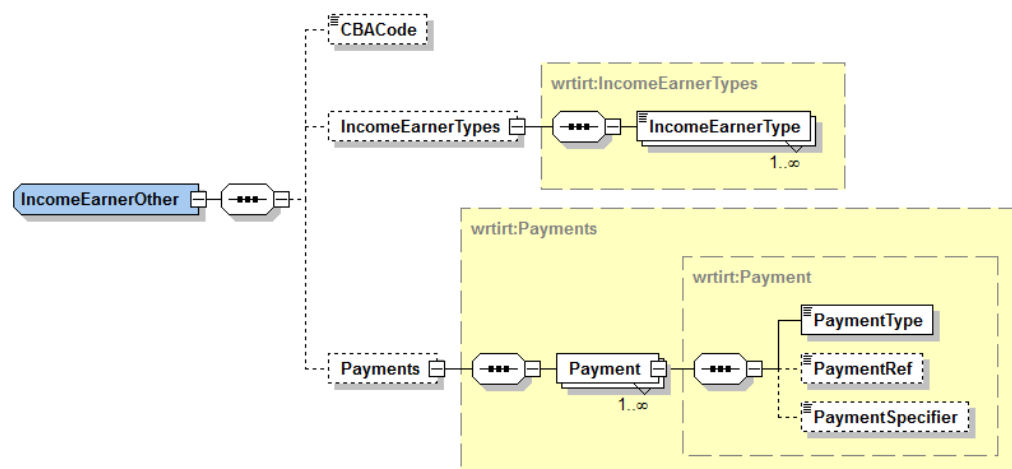 CBACode
wrtirt:IncomeEarnerTypes
IncomeEarnerTypes
IncomeEarnerType
1..∞
IncomeEarnerOther
wrtirt:Payments
wrtirt:Payment
PaymentType
Payments
Payment
PaymentRef
1..∞
PaymentSpecifier